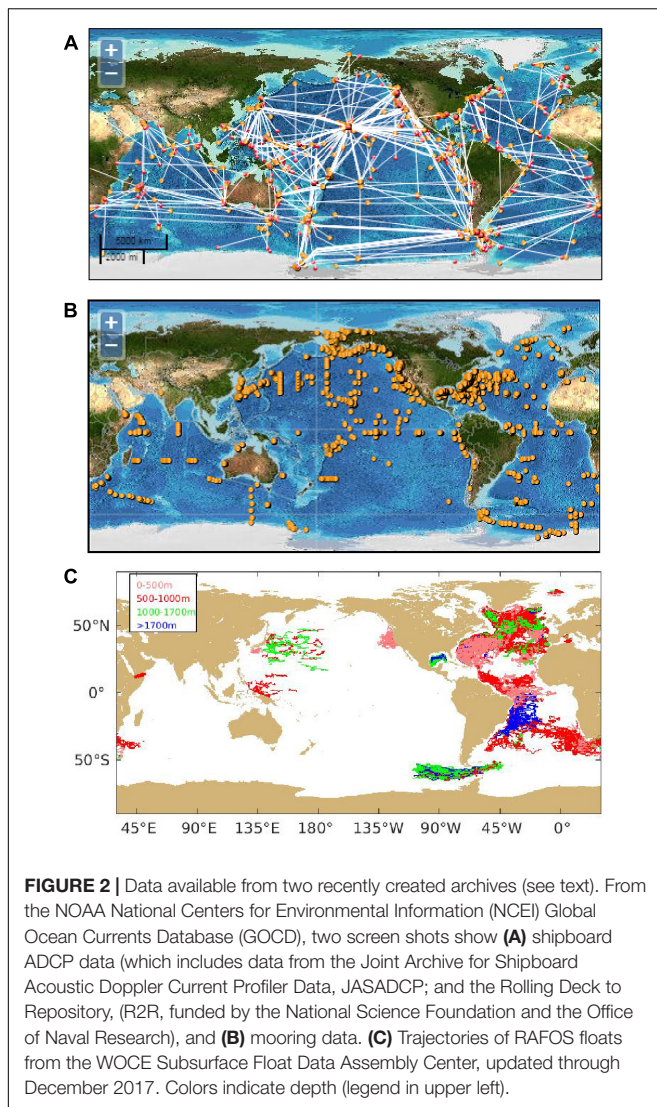 A
+
−
5000 km
2000 mi
B
+
−
C
0-500m
500-1000m
1000-1700m
>1700m
50°N
0°
50°S
45°E 90°E 135°E 180° 135°W 90°W 45°W 0°
FIGURE 2 | Data available from two recently created archives (see text). From
the NOAA National Centers for Environmental Information (NCEI) Global
Ocean Currents Database (GOCD), two screen shots show (A) shipboard
ADCP data (which includes data from the Joint Archive for Shipboard
Acoustic Doppler Current Profiler Data, JASADCP; and the Rolling Deck to
Repository, (R2R, funded by the National Science Foundation and the Office
of Naval Research), and (B) mooring data. (C) Trajectories of RAFOS floats
from the WOCE Subsurface Float Data Assembly Center, updated through
December 2017. Colors indicate depth (legend in upper left).